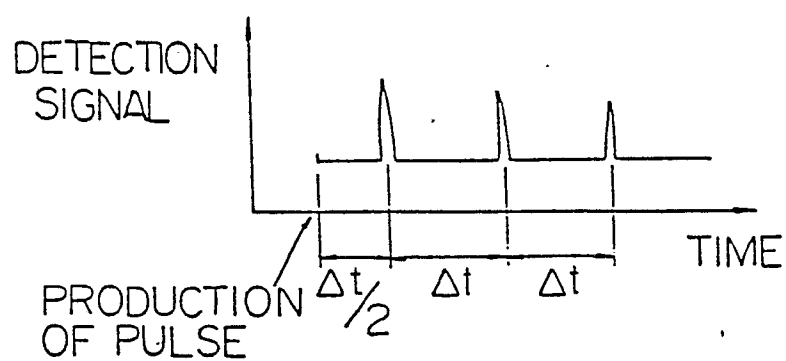 DETECTION
SIGNAL
TIME
Δt/2
Δt
Δt
PRODUCTION
OF PULSE